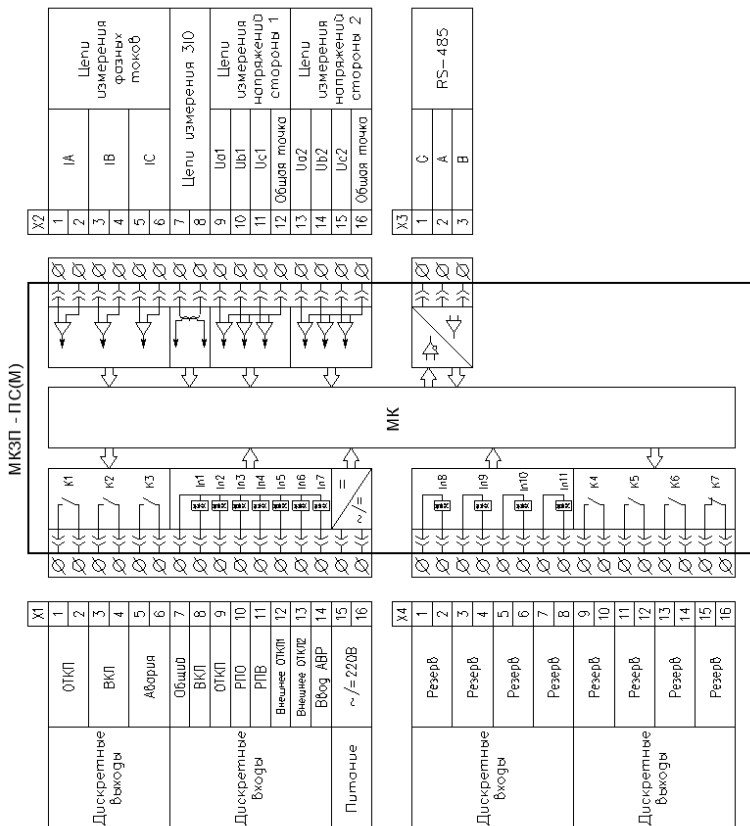 МКЗП - ПС(М)
X2
1
2
3
4
5
6
7
8
9
10
11
12
13
14
15
16
IA
IB
IC
Цепи измерения 3I0
Ua1
Ub1
Uc1
Общая точка
Ua2
Ub2
Uc2
Общая точка
Цепи
измерения
фазных
токов
Цепи
измерения
напряжений
стороны 1
Цепи
измерения
напряжений
стороны 2
X3
1
2
3
G
A
B
RS-485
МК
K1
K2
K3
In1
In2
In3
In4
In5
In6
In7
~/=
=
In8
In9
In10
In11
K4
K5
K6
K7
X1
1
2
3
4
5
6
7
8
9
10
11
12
13
14
15
16
ОТКЛ
ВКЛ
Авария
Общий
ВКЛ
ОТКЛ
РПО
РПВ
Внешнее ОТКЛ1
Внешнее ОТКЛ2
Ввод АВР
~/= 220В
Дискретные
выходы
Дискретные
входы
Питание
X4
1
2
3
4
5
6
7
8
9
10
11
12
13
14
15
16
Резерв
Резерв
Резерв
Резерв
Резерв
Резерв
Резерв
Резерв
Дискретные
входы
Дискретные
выходы